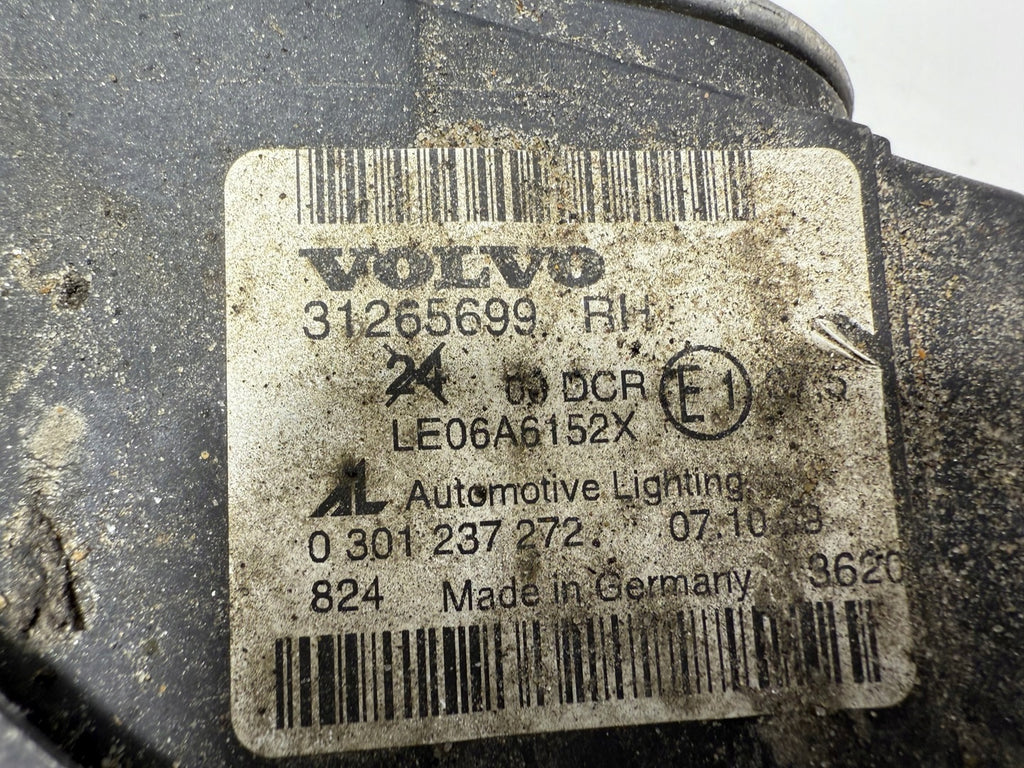 VOLVO
31265699 RH
24 DCR E1
LE06A6152X
AL Automotive Lighting
0 301 237 272
824 Made in Germany 3620